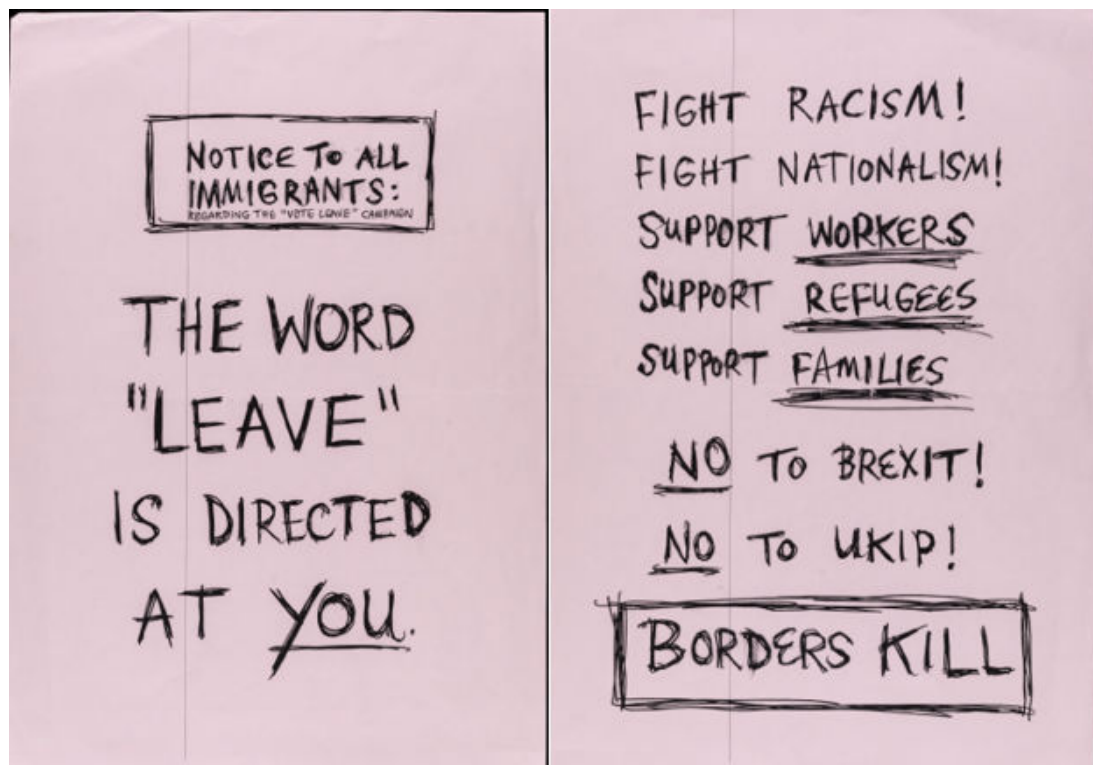 NOTICE TO ALL
IMMIGRANTS:
REGARDING THE "VOTE LEAVE" CAMPAIGN
THE WORD
"LEAVE"
IS DIRECTED
AT YOU.
FIGHT RACISM!
FIGHT NATIONALISM!
SUPPORT WORKERS
SUPPORT REFUGEES
SUPPORT FAMILIES
NO TO BREXIT!
NO TO UKIP!
BORDERS KILL